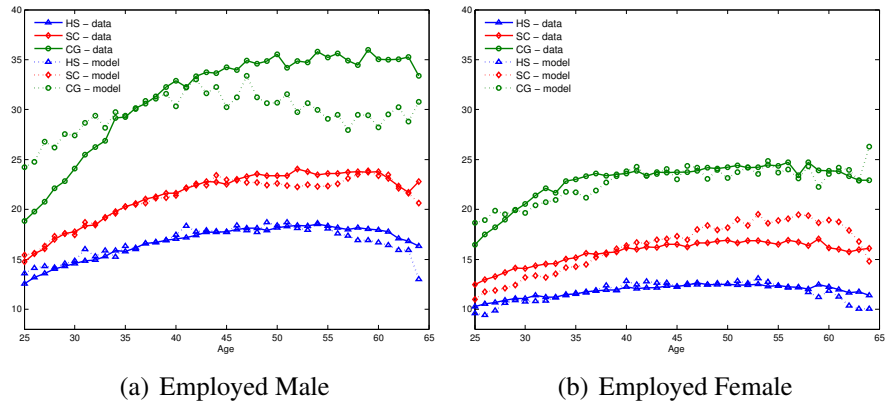 40
35
30
25
20
15
10
HS – data
SC – data
CG – data
HS – model
SC – model
CG – model
25 30 35 40 45 50 55 60 65
Age
(a) Employed Male
40
35
30
25
20
15
10
HS – data
SC – data
CG – data
HS – model
SC – model
CG – model
25 30 35 40 45 50 55 60 65
Age
(b) Employed Female